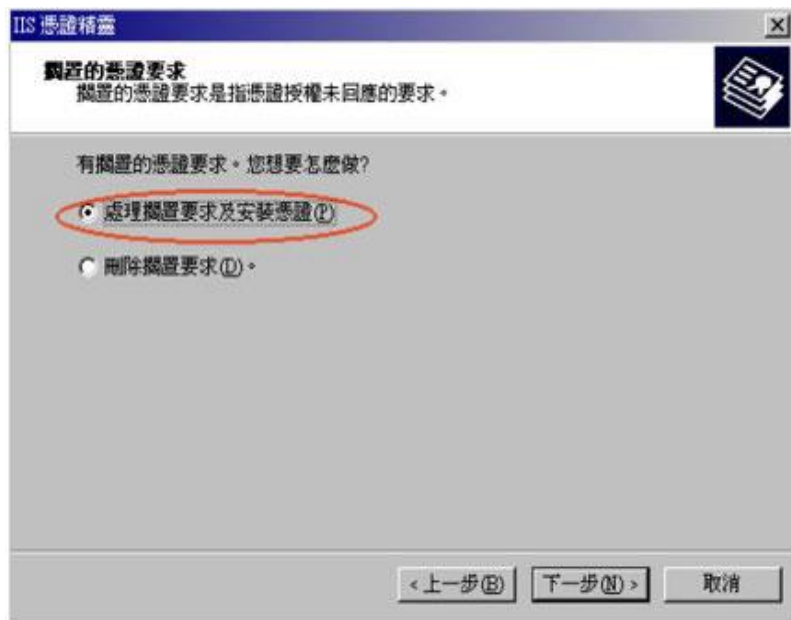 IIS 憑證精靈
擱置的憑證要求
擱置的憑證要求是指憑證授權未回應的要求。
有擱置的憑證要求。您想要怎麼做?
處理擱置要求及安裝憑證(P)
刪除擱置要求(D)。
<上一步(B)
下一步(N)>
取消